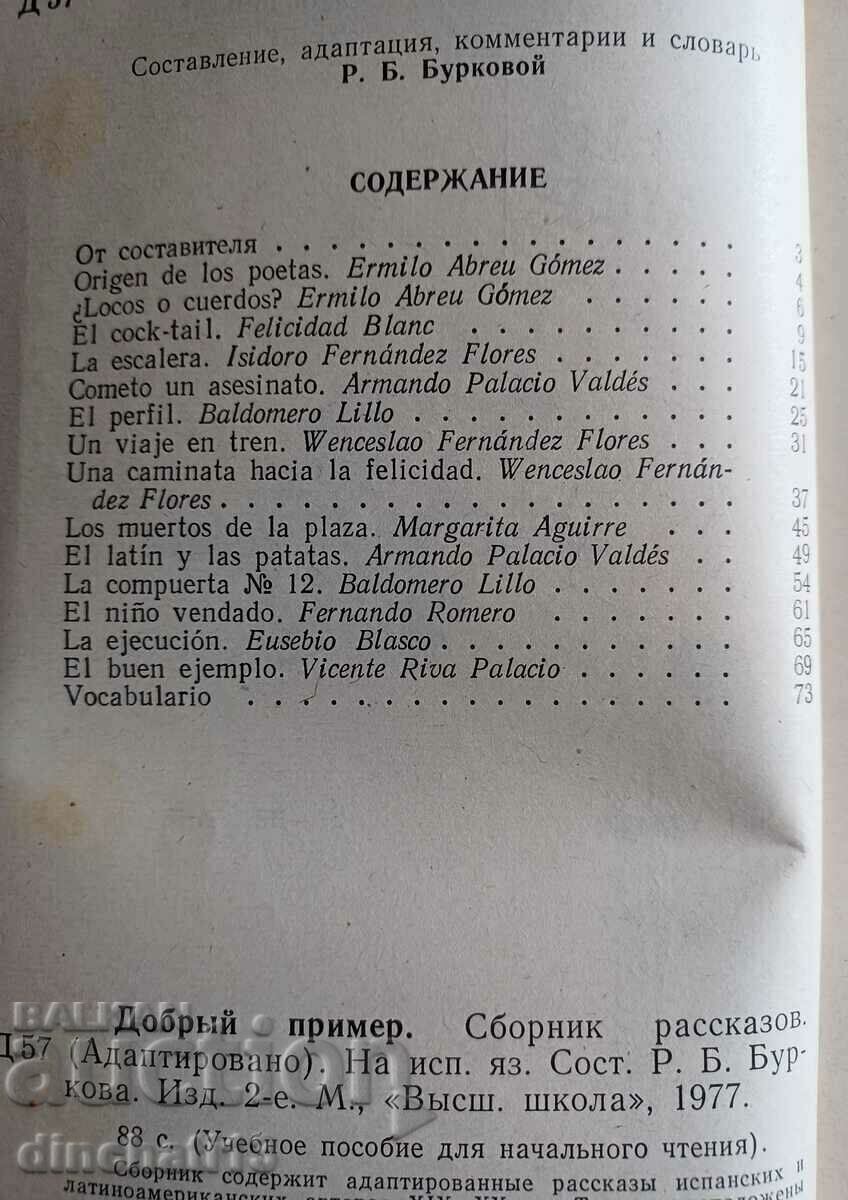 Д 57
Составление, адаптация, комментарии и словарь
Р. Б. Бурковой
СОДЕРЖАНИЕ
От составителя . . . . . . . . . . . . . . . . . 3
Origen de los poetas. Ermilo Abreu Gómez . . . . . 4
¿Locos o cuerdos? Ermilo Abreu Gómez . . . . . . 6
El cock-tail. Felicidad Blanc . . . . . . . . . . 9
La escalera. Isidoro Fernández Flores . . . . . . . 15
Cometo un asesinato. Armando Palacio Valdés . . . 21
El perfil. Baldomero Lillo . . . . . . . . . . . . 25
Un viaje en tren. Wenceslao Fernández Flores . . . 31
Una caminata hacia la felicidad. Wenceslao Fernán-
dez Flores . . . . . . . . . . . . . . . . . . . 37
Los muertos de la plaza. Margarita Aguirre . . . 45
El latín y las patatas. Armando Palacio Valdés . . 49
La compuerta № 12. Baldomero Lillo . . . . . . . 54
El niño vendado. Fernando Romero . . . . . . . 61
La ejecución. Eusebio Blasco . . . . . . . . . . . 65
El buen ejemplo. Vicente Riva Palacio . . . . . . 69
Vocabulario . . . . . . . . . . . . . . . . . . 73
Добрый пример. Сборник рассказов.
Д57 (Адаптировано). На исп. яз. Сост. Р. Б. Бур-
кова. Изд. 2-е. М., «Высш. школа», 1977.
88 с. (Учебное пособие для начального чтения).
Сборник содержит адаптированные рассказы испанских и
латиноамериканских
BALKAN
auction